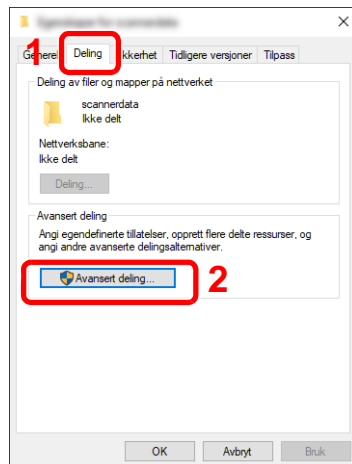 1
Generel
Deling
kkerhet
Tidligere versjoner
Tilpass
Deling av filer og mapper på nettverket
scannerdata
Ikke delt
Nettverksbane:
Ikke delt
Deling...
Avansert deling
Angi egendefinerte tillatelser, opprett flere delte ressurser, og
angi andre avanserte delingsalternativer.
Avansert deling...
2
OK
Avbryt
Bruk